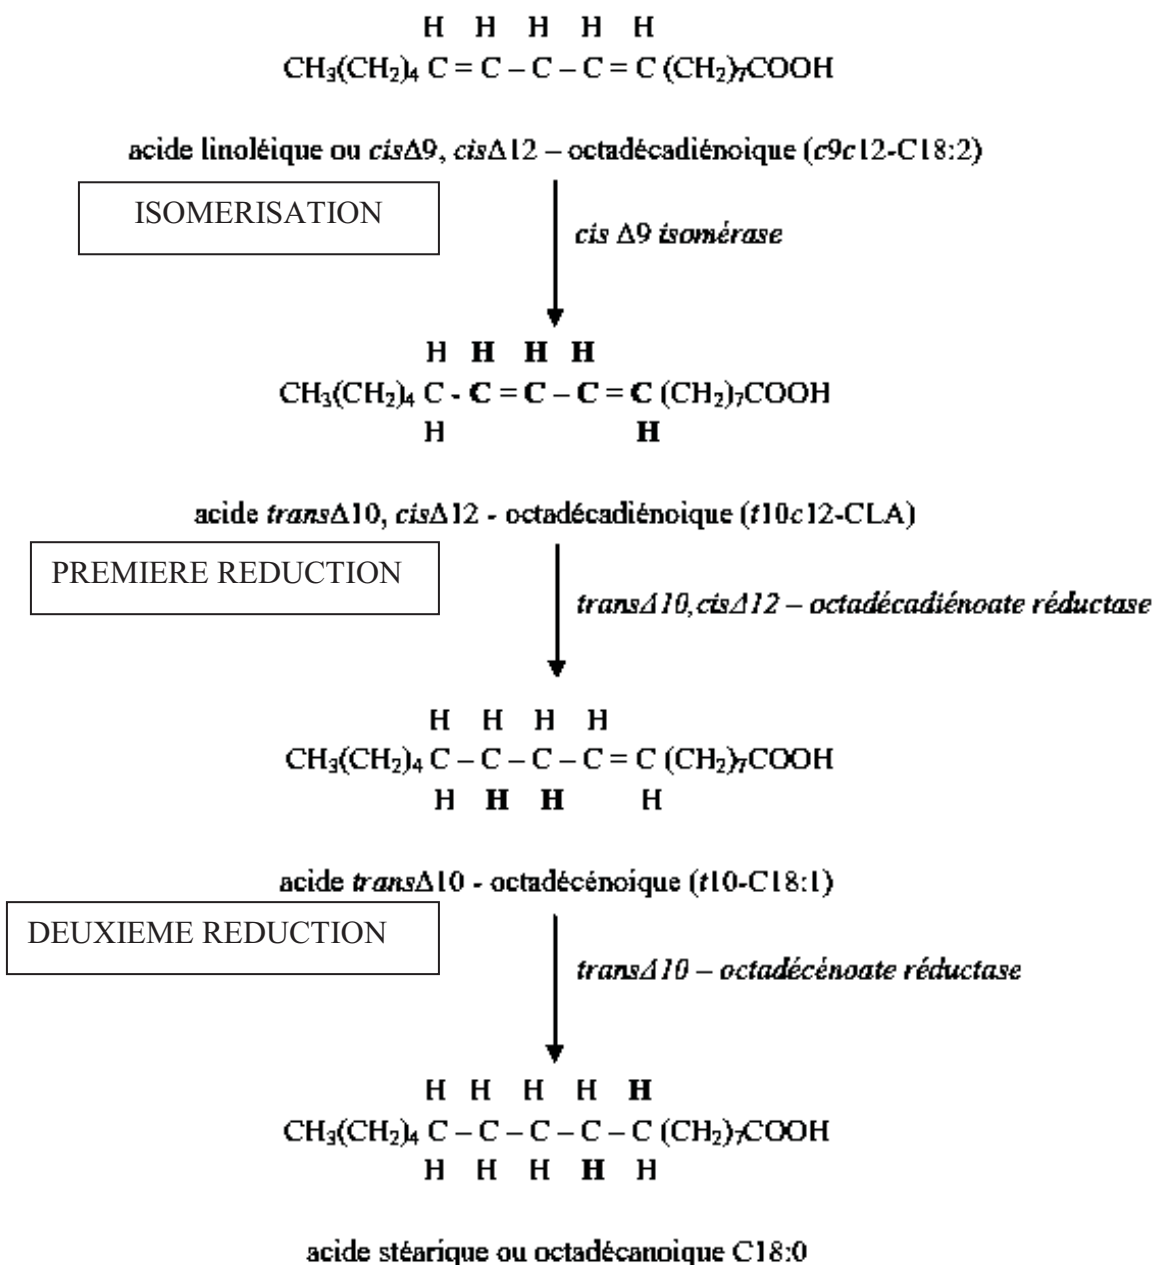 H H H H H
CH₃(CH₂)₄ C = C – C – C = C (CH₂)₇COOH
acide linoléique ou cisΔ9, cisΔ12 – octadécadiénoique (c9c12-C18:2)
ISOMERISATION
cis Δ9 isomérase
H H H H
CH₃(CH₂)₄ C - C = C – C = C (CH₂)₇COOH
H H
acide transΔ10, cisΔ12 - octadécadiénoique (t10c12-CLA)
PREMIERE REDUCTION
transΔ10, cisΔ12 – octadécadiénoate réductase
H H H H
CH₃(CH₂)₄ C – C – C – C = C (CH₂)₇COOH
H H H H
acide transΔ10 - octadécénoique (t10-C18:1)
DEUXIEME REDUCTION
transΔ10 – octadécénoate réductase
H H H H H
CH₃(CH₂)₄ C – C – C – C – C (CH₂)₇COOH
H H H H H
acide stéarique ou octadécanoique C18:0